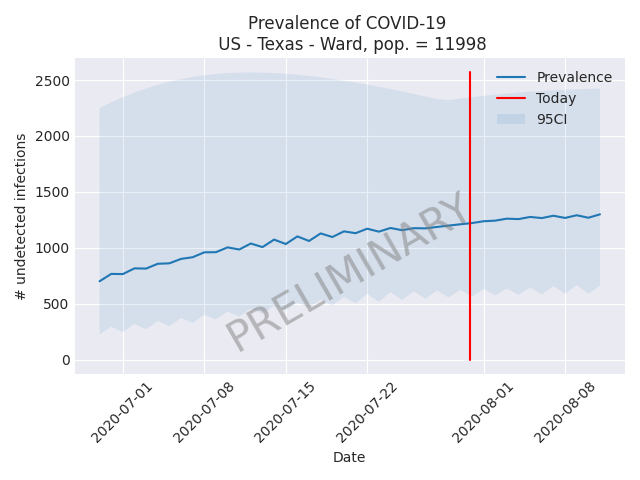 Prevalence of COVID-19
US - Texas - Ward, pop. = 11998
# undetected infections
2500
2000
1500
1000
500
0
Prevalence
Today
95CI
PRELIMINARY
2020-07-01
2020-07-08
2020-07-15
2020-07-22
2020-08-01
2020-08-08
Date